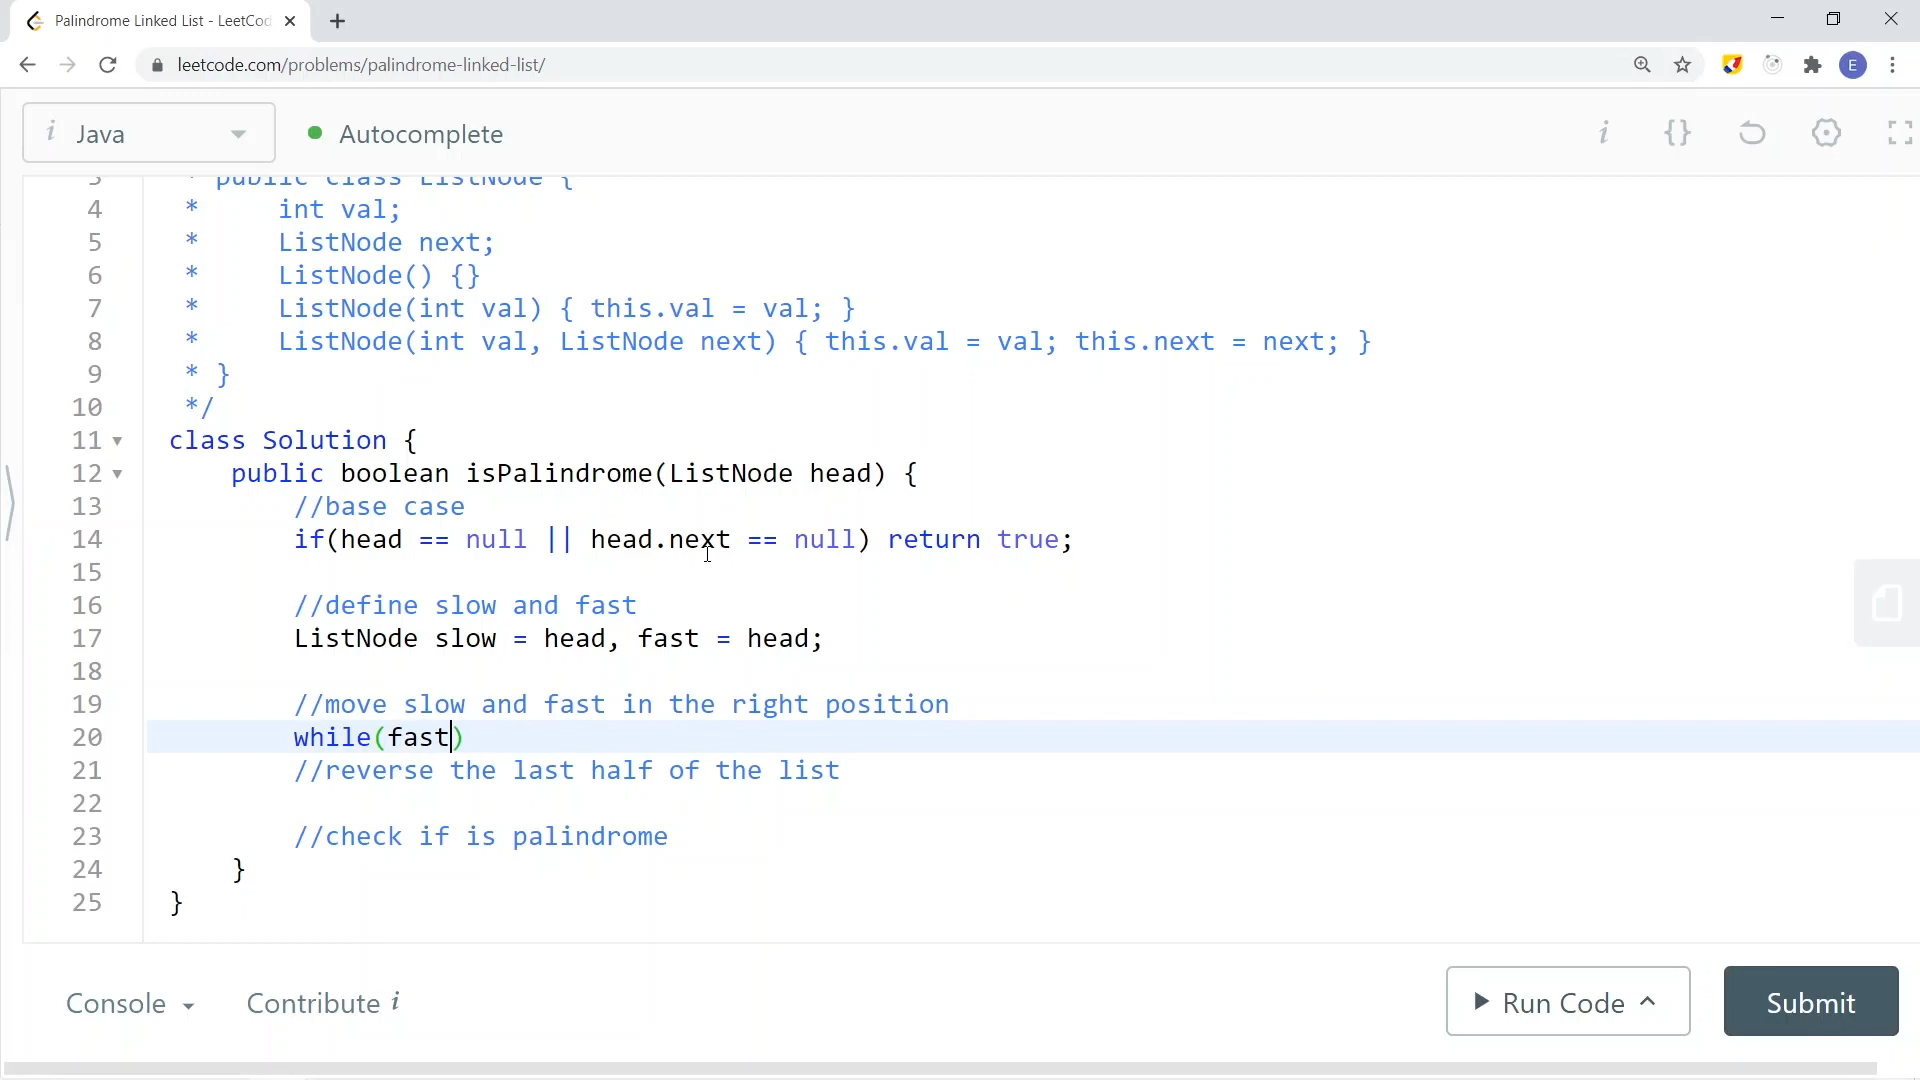 Palindrome Linked List - LeetCod
leetcode.com/problems/palindrome-linked-list/
E
i Java
Autocomplete
i {}
3 * public class ListNode {
4 *     int val;
5 *     ListNode next;
6 *     ListNode() {}
7 *     ListNode(int val) { this.val = val; }
8 *     ListNode(int val, ListNode next) { this.val = val; this.next = next; }
9 * }
10 */
11 class Solution {
12     public boolean isPalindrome(ListNode head) {
13         //base case
14         if(head == null || head.next == null) return true;
15
16         //define slow and fast
17         ListNode slow = head, fast = head;
18
19         //move slow and fast in the right position
20         while(fast)
21         //reverse the last half of the list
22
23         //check if is palindrome
24     }
25 }
Console
Contribute i
Run Code
Submit